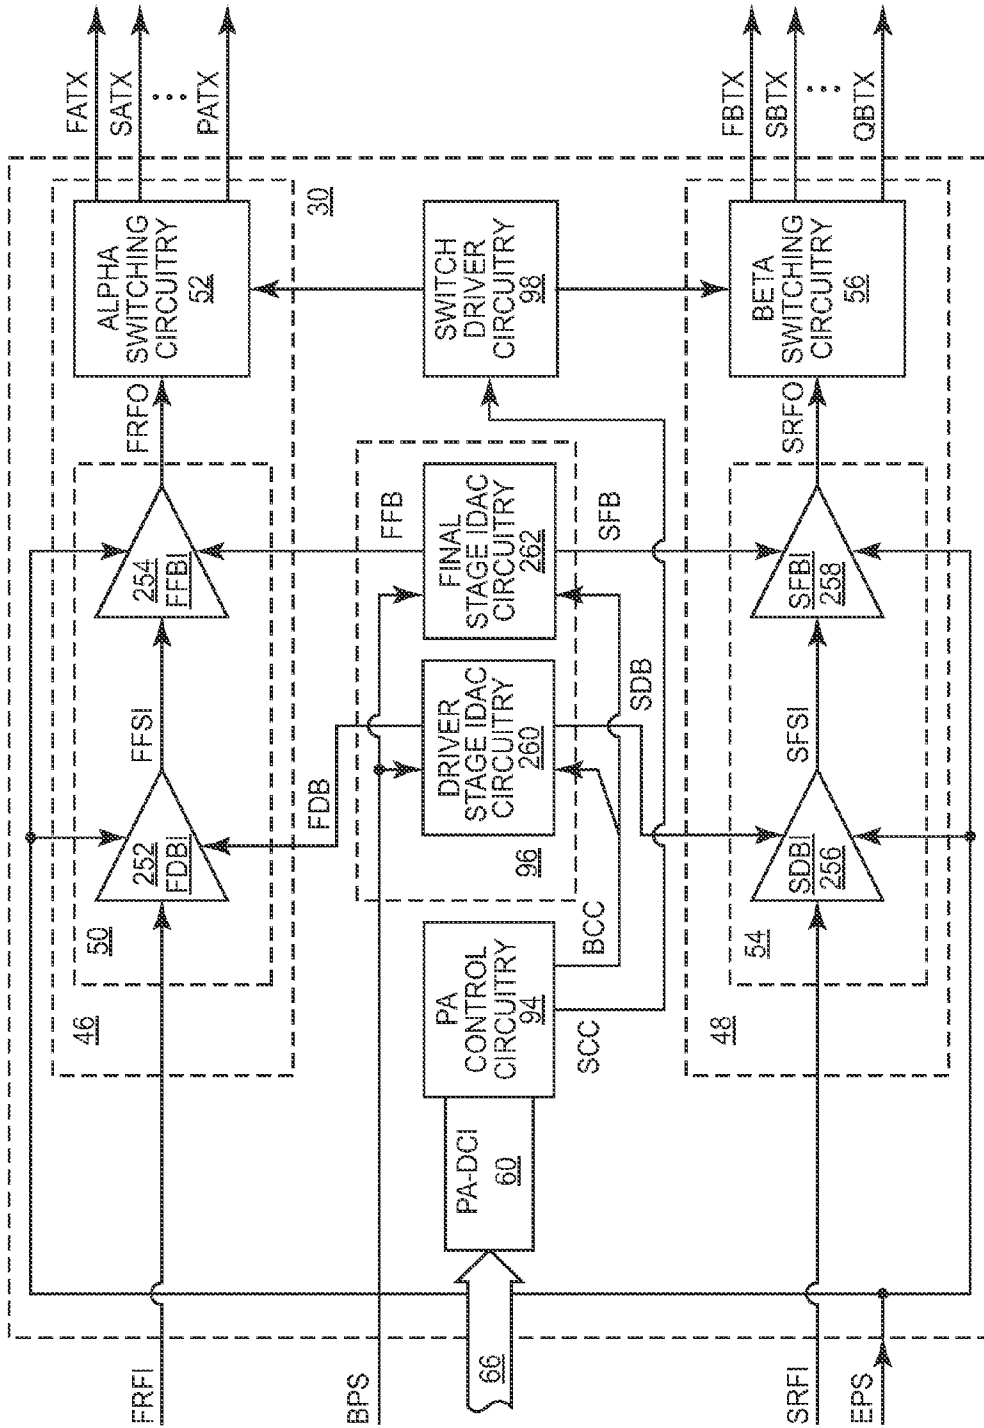 FATX
SATX
PATX
ALPHA
SWITCHING
CIRCUITRY
52
FRFO
254
FFBI
FFSI
252
FDBI
50
46
30
FRFI
SWITCH
DRIVER
CIRCUITRY
98
FFB
FINAL
STAGE IDAC
CIRCUITRY
262
SFB
FDB
DRIVER
STAGE IDAC
CIRCUITRY
260
SDB
96
PA
CONTROL
CIRCUITRY
94
BCC
SCC
PA-DCI
60
BPS
66
FBTX
SBTX
QBTX
BETA
SWITCHING
CIRCUITRY
56
SRFO
SFBI
258
SFSI
SDBI
256
54
48
SRFI
EPS